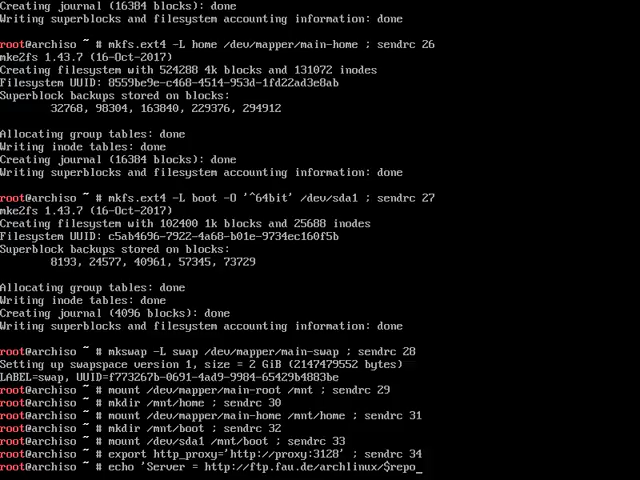 Creating journal (16384 blocks): done
Writing superblocks and filesystem accounting information: done
root@archiso ~ # mkfs.ext4 -L home /dev/mapper/main-home ; sendrc 26
mke2fs 1.43.7 (16-Oct-2017)
Creating filesystem with 524288 4k blocks and 131072 inodes
Filesystem UUID: 8559be9e-c468-4514-953d-1fd22ad3e8ab
Superblock backups stored on blocks:
32768, 98304, 163840, 229376, 294912
Allocating group tables: done
Writing inode tables: done
Creating journal (16384 blocks): done
Writing superblocks and filesystem accounting information: done
root@archiso ~ # mkfs.ext4 -L boot -O '^64bit' /dev/sda1 ; sendrc 27
mke2fs 1.43.7 (16-Oct-2017)
Creating filesystem with 102400 1k blocks and 25688 inodes
Filesystem UUID: c5ab4696-7922-4a68-b01e-9734ec160f5b
Superblock backups stored on blocks:
8193, 24577, 40961, 57345, 73729
Allocating group tables: done
Writing inode tables: done
Creating journal (4096 blocks): done
Writing superblocks and filesystem accounting information: done
root@archiso ~ # mkswap -L swap /dev/mapper/main-swap ; sendrc 28
Setting up swapspace version 1, size = 2 GiB (2147479552 bytes)
LABEL=swap, UUID=f773267b-0691-4ad9-9984-65429b4883be
root@archiso ~ # mount /dev/mapper/main-root /mnt ; sendrc 29
root@archiso ~ # mkdir /mnt/home ; sendrc 30
root@archiso ~ # mount /dev/mapper/main-home /mnt/home ; sendrc 31
root@archiso ~ # mkdir /mnt/boot ; sendrc 32
root@archiso ~ # mount /dev/sda1 /mnt/boot ; sendrc 33
root@archiso ~ # export http_proxy='http://proxy:3128' ; sendrc 34
root@archiso ~ # echo 'Server = http://ftp.fau.de/archlinux/$repo_